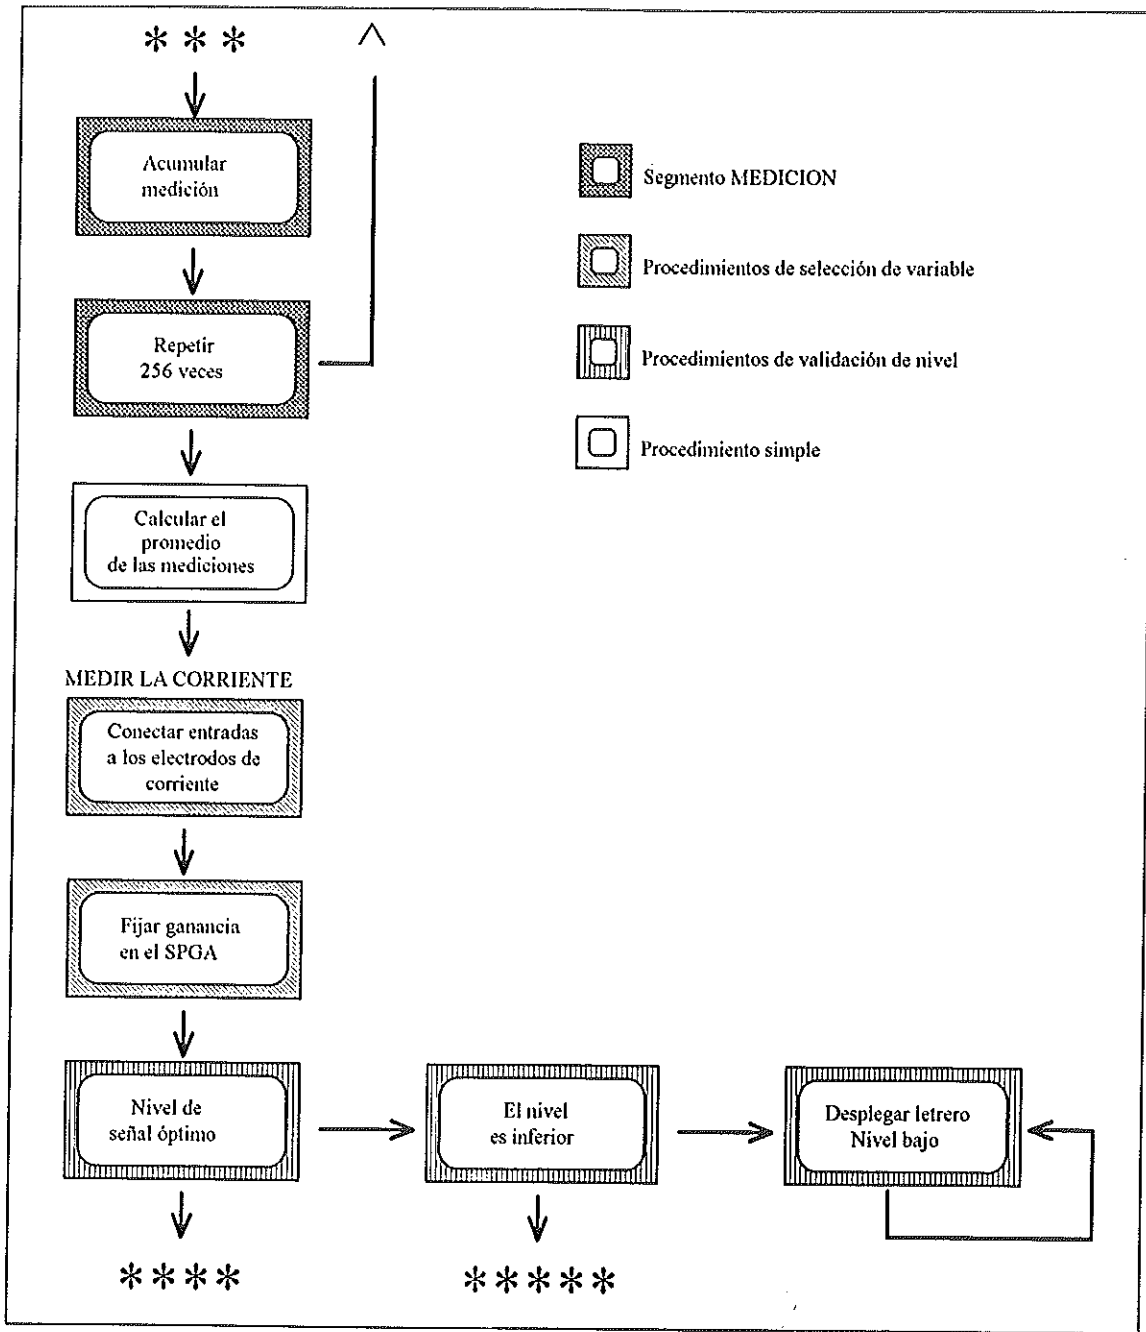 * * *
Acumular
medición
Repetir
256 veces
Calcular el
promedio
de las mediciones
MEDIR LA CORRIENTE
Conectar entradas
a los electrodos de
corriente
Fijar ganancia
en el SPGA
Nivel de
señal óptimo
El nivel
es inferior
Desplegar letrero
Nivel bajo
* * * *
* * * * *
Segmento MEDICION
Procedimientos de selección de variable
Procedimientos de validación de nivel
Procedimiento simple